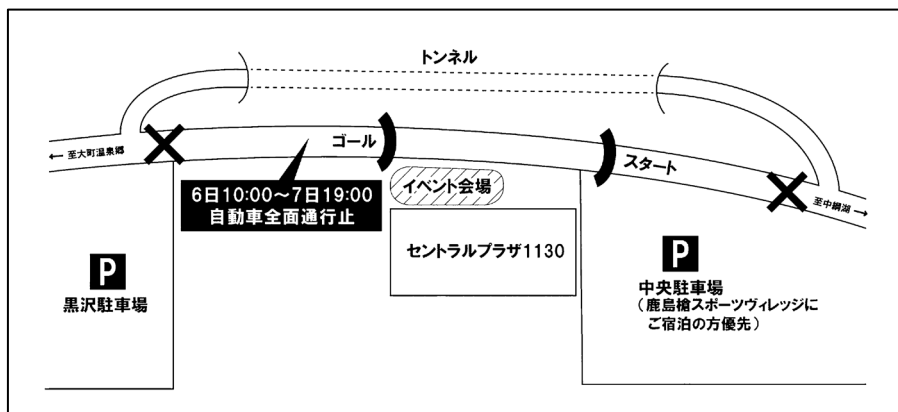 トンネル
←至大町温泉郷
ゴール
スタート
至中綱湖→
6日10:00～7日19:00
自動車全面通行止
イベント会場
セントラルプラザ1130
P
黒沢駐車場
P
中央駐車場
（鹿島槍スポーツヴィレッジに
ご宿泊の方優先）